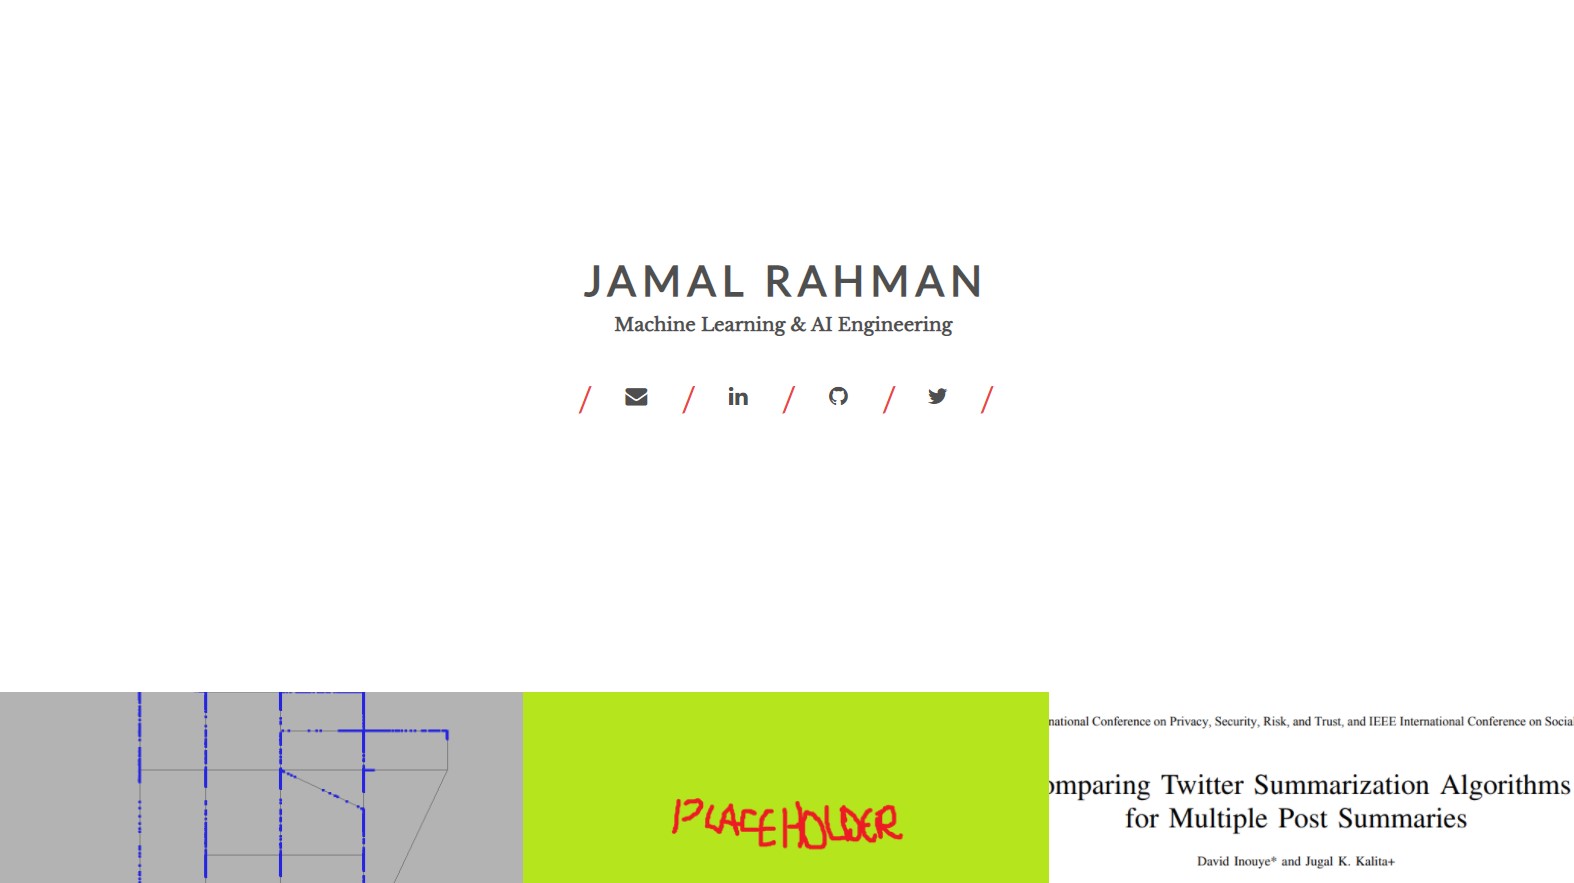 JAMAL RAHMAN
Machine Learning & AI Engineering
/ / / / /
PLACEHOLDER
national Conference on Privacy, Security, Risk, and Trust, and IEEE International Conference on Social
omparing Twitter Summarization Algorithms
for Multiple Post Summaries
David Inouye* and Jugal K. Kalita+